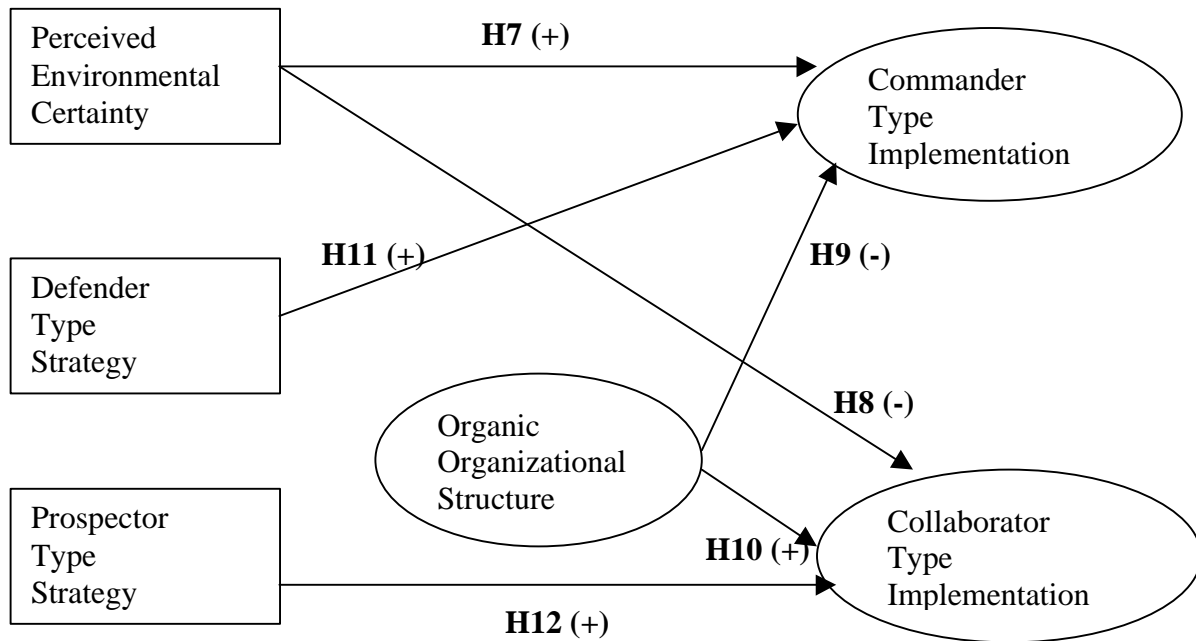 Perceived
Environmental
Certainty
H7 (+)
Commander
Type
Implementation
H11 (+)
H9 (-)
Defender
Type
Strategy
H8 (-)
Organic
Organizational
Structure
Prospector
Type
Strategy
H10 (+)
Collaborator
Type
Implementation
H12 (+)